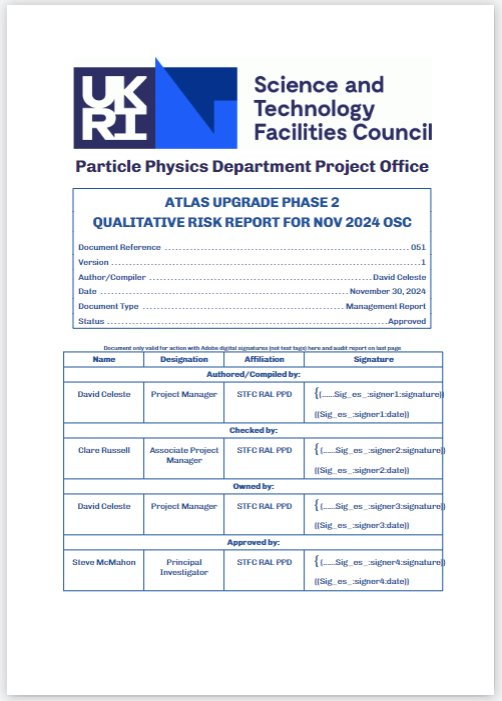 UK
RI
Science and
Technology
Facilities Council
Particle Physics Department Project Office
ATLAS UPGRADE PHASE 2
QUALITATIVE RISK REPORT FOR NOV 2024 OSC
Document Reference ........................ 051
Version ........................ 1
Author/Compiler ........................ David Celeste
Date ........................ November 30, 2024
Document Type ........................ Management Report
Status ........................ Approved
Document only valid for action with Adobe digital signatures (not text tags) here and audit report on last page
Name Designation Affiliation Signature
Authored/Compiled by:
David Celeste Project Manager STFC RAL PPD {(......Sig_es_:signer1:signature)}
((Sig_es_:signer1:date))
Checked by:
Clare Russell Associate Project Manager STFC RAL PPD {(......Sig_es_:signer2:signature)}
((Sig_es_:signer2:date))
Owned by:
David Celeste Project Manager STFC RAL PPD {(......Sig_es_:signer3:signature)}
((Sig_es_:signer3:date))
Approved by:
Steve McMahon Principal Investigator STFC RAL PPD {(......Sig_es_:signer4:signature)}
((Sig_es_:signer4:date))